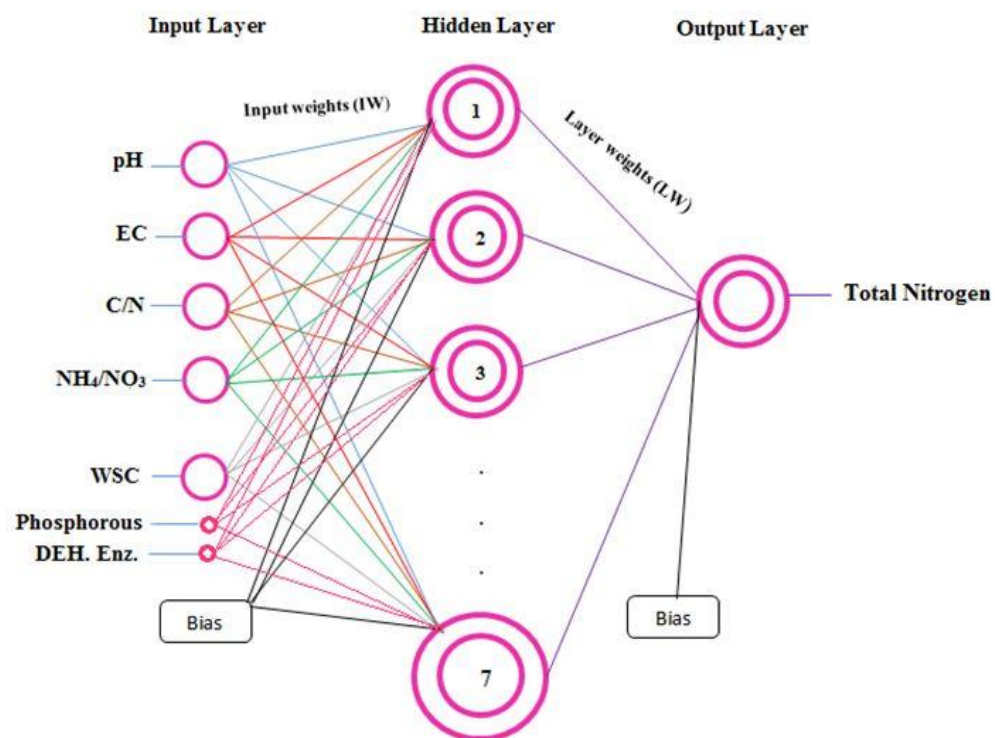 Input Layer
Hidden Layer
Output Layer
Input weights (IW)
Layer weights (LW)
pH
EC
C/N
NH₄/NO₃
WSC
Phosphorous
DEH. Enz.
Bias
1
2
3
.
.
.
7
Bias
Total Nitrogen